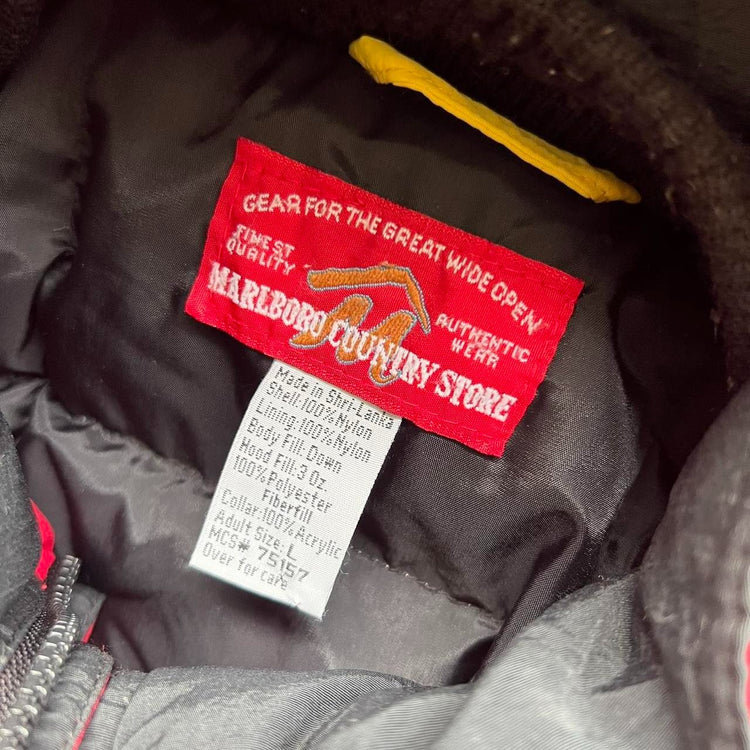 GEAR FOR THE GREAT WIDE OPEN™
FINEST
QUALITY
AUTHENTIC
WEAR
M
MARLBORO COUNTRY STORE
Made in Shri-Lanka
Shell:100%Nylon
Lining:100%Nylon
Body Fill:Down
Hood Fill:3 Oz.
100%Polyester
Fiberfill
Collar:100%Acrylic
Adult Size: L
MCS# 75157
Over for care